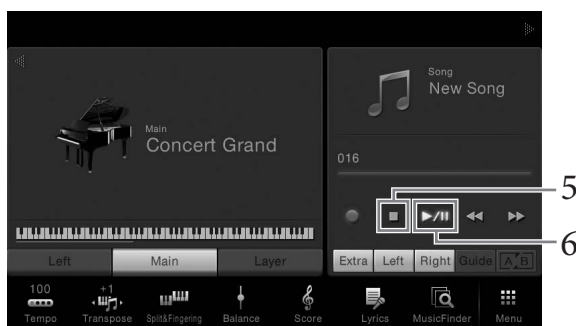 Main
Concert Grand
Song
New Song
016
5
6
Left
Main
Layer
Extra
Left
Right
Guide
A B
100
+1
Tempo
Transpose
Split&Fingering
Balance
Score
Lyrics
MusicFinder
Menu